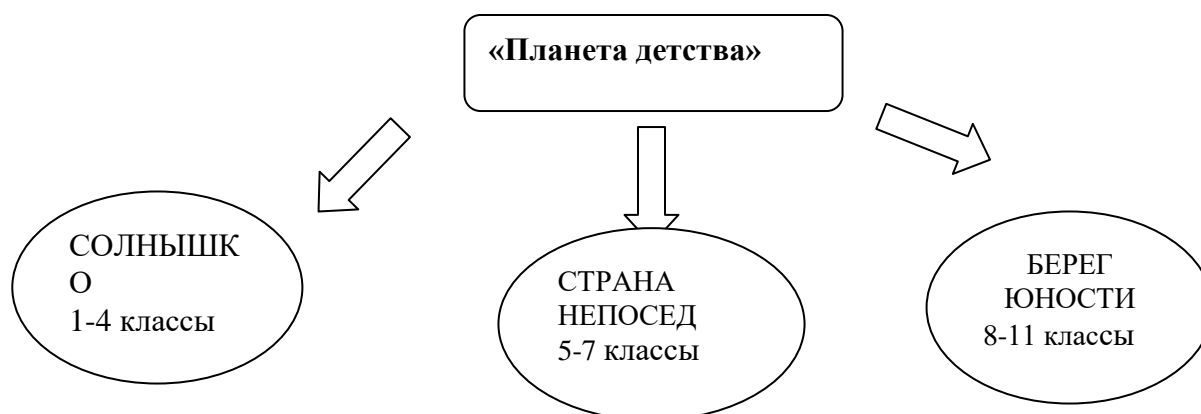 «Планета детства»
СОЛНЫШК
О
1-4 классы
СТРАНА
НЕПОСЕД
5-7 классы
БЕРЕГ
ЮНОСТИ
8-11 классы